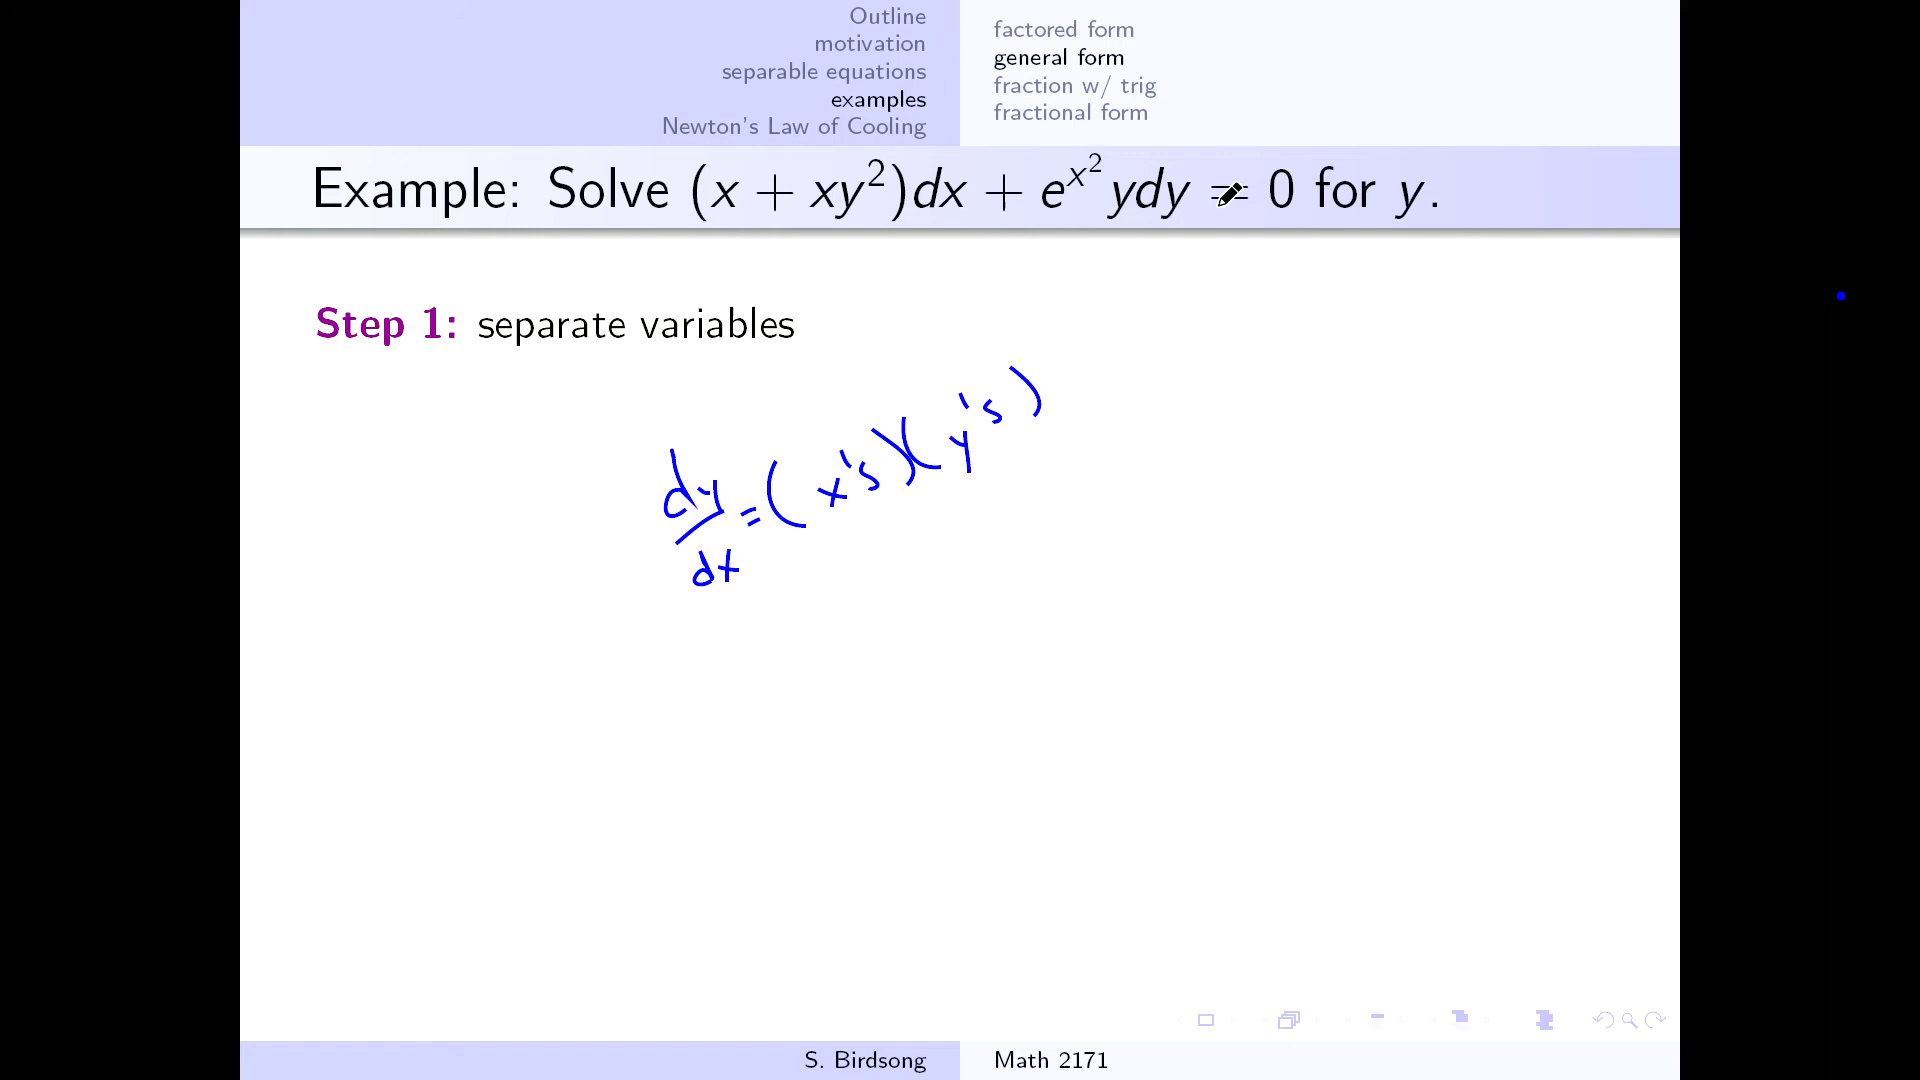 Outline
motivation
separable equations
examples
Newton's Law of Cooling
factored form
general form
fraction w/ trig
fractional form
Example: Solve (x + xy²)dx + e^{x²} ydy = 0 for y.
Step 1: separate variables
dy/dt = (x's)(y's)
S. Birdsong
Math 2171